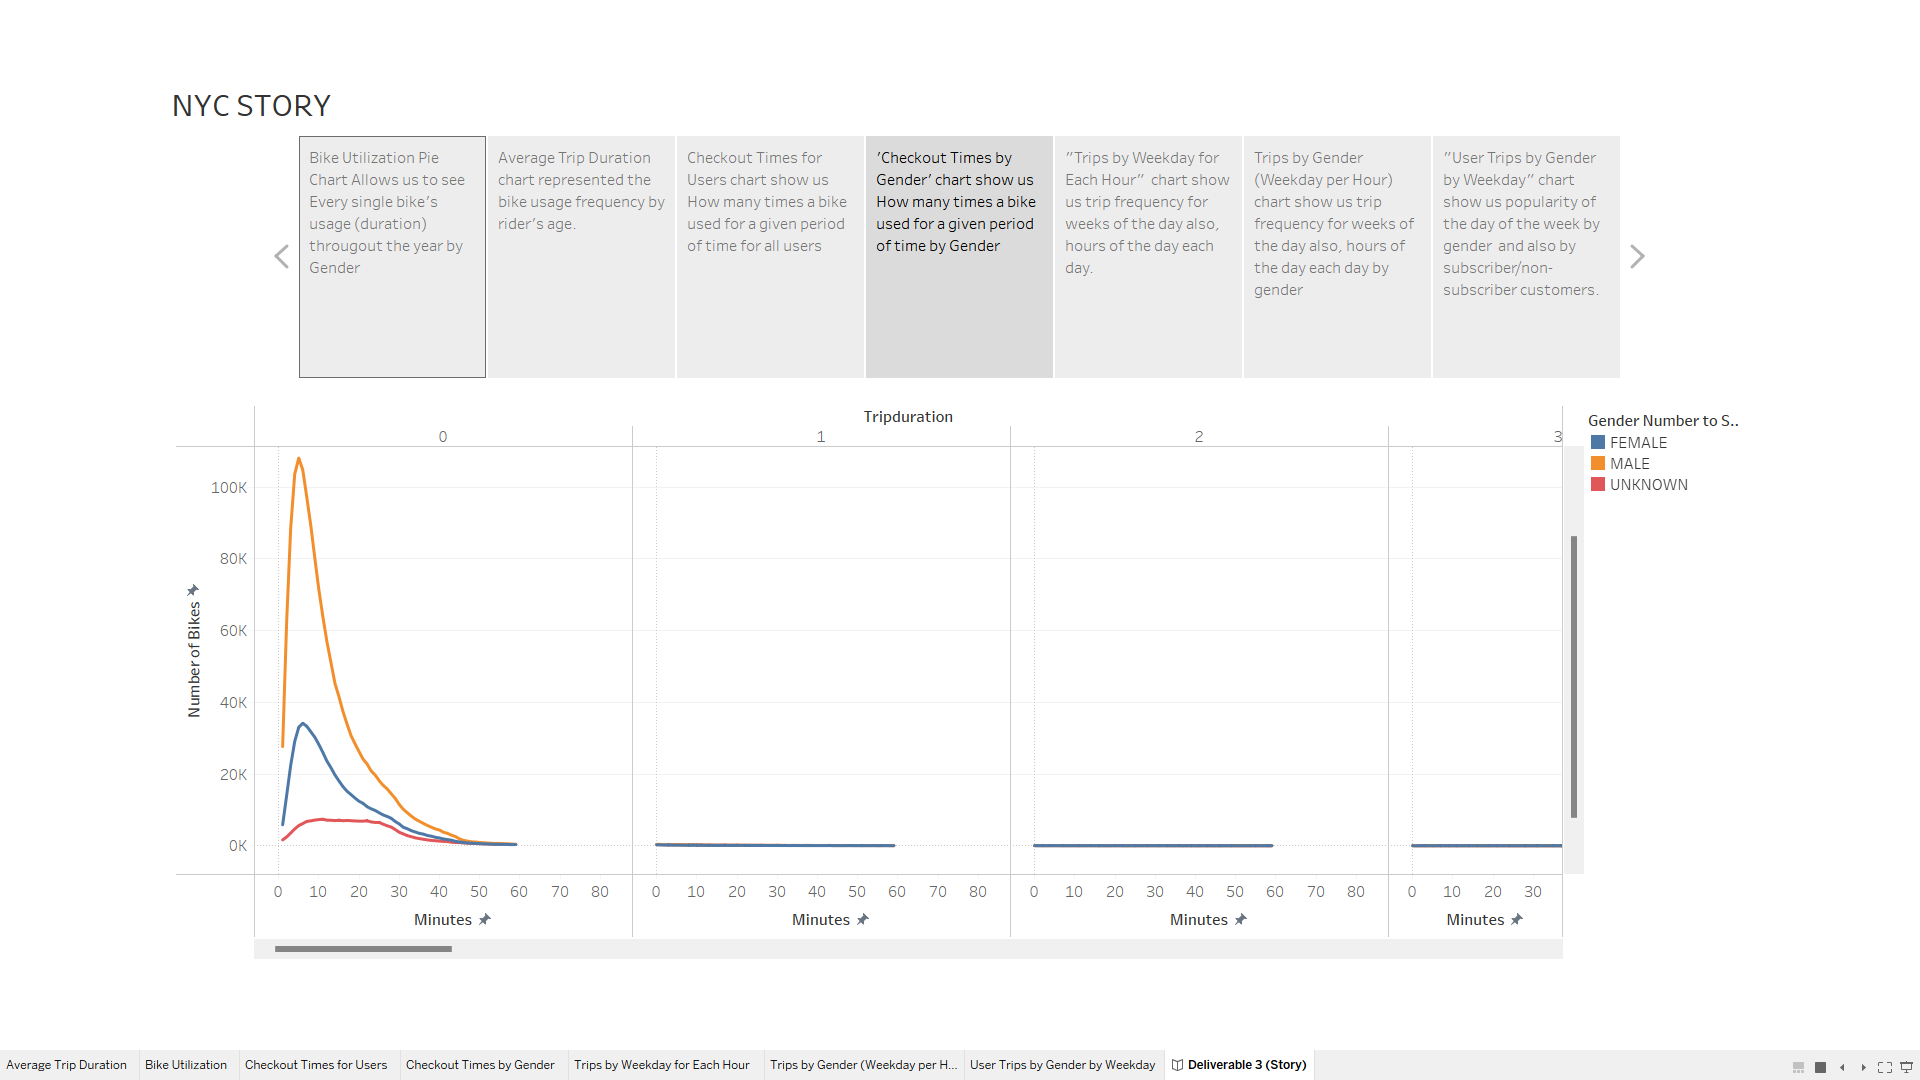 NYC STORY
Bike Utilization Pie
Chart Allows us to see
Every single bike's
usage (duration)
througout the year by
Gender
Average Trip Duration
chart represented the
bike usage frequency by
rider's age.
Checkout Times for
Users chart show us
How many times a bike
used for a given period
of time for all users
'Checkout Times by
Gender' chart show us
How many times a bike
used for a given period
of time by Gender
"Trips by Weekday for
Each Hour"  chart show
us trip frequency for
weeks of the day also,
hours of the day each
day.
Trips by Gender
(Weekday per Hour)
chart show us trip
frequency for weeks of
the day also, hours of
the day each day by
gender
"User Trips by Gender
by Weekday" chart
show us popularity of
the day of the week by
gender  and also by
subscriber/non-
subscriber customers.
Tripduration
0 1 2 3
Gender Number to S..
FEMALE
MALE
UNKNOWN
Number of Bikes
100K
80K
60K
40K
20K
0K
0 10 20 30 40 50 60 70 80 0 10 20 30 40 50 60 70 80 0 10 20 30 40 50 60 70 80 0 10 20 30
Minutes Minutes Minutes Minutes
Average Trip Duration Bike Utilization Checkout Times for Users Checkout Times by Gender Trips by Weekday for Each Hour Trips by Gender (Weekday per H... User Trips by Gender by Weekday Deliverable 3 (Story)